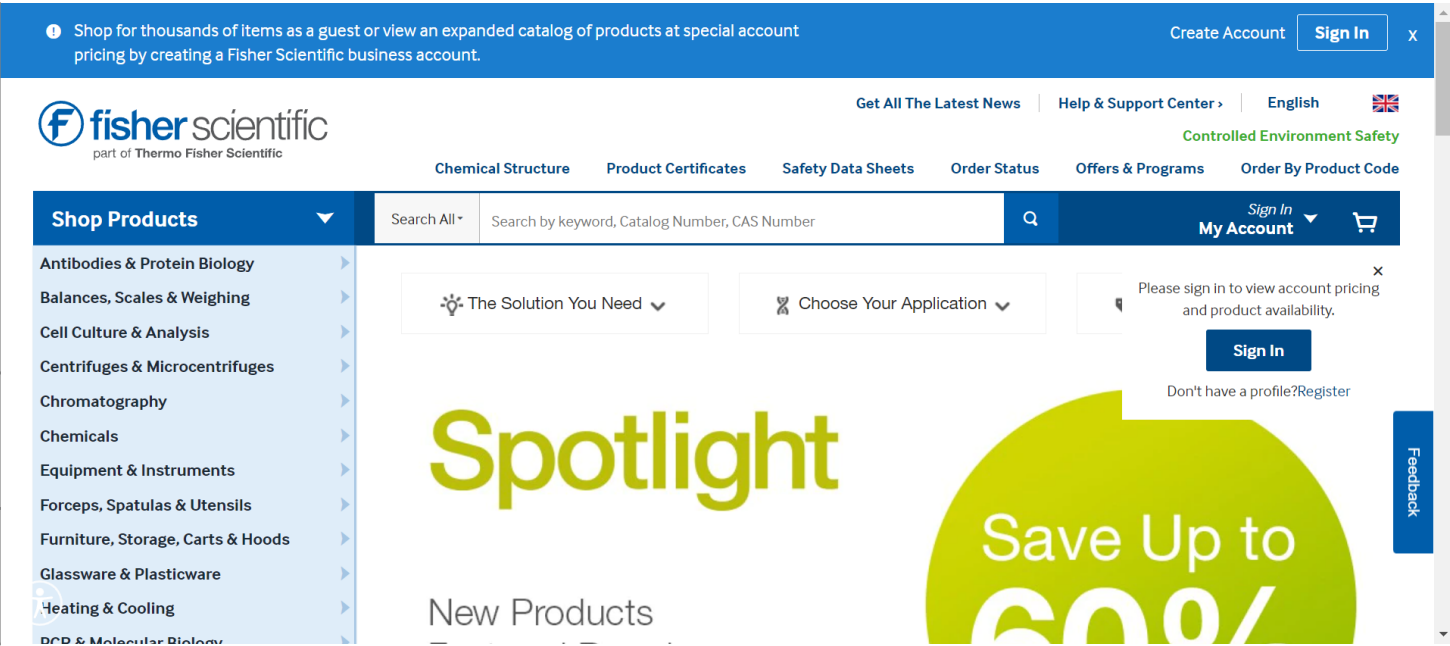 Shop for thousands of items as a guest or view an expanded catalog of products at special account
pricing by creating a Fisher Scientific business account.
Create Account
Sign In
x
fisher scientific
part of Thermo Fisher Scientific
Get All The Latest News
Help & Support Center ›
English
Controlled Environment Safety
Chemical Structure
Product Certificates
Safety Data Sheets
Order Status
Offers & Programs
Order By Product Code
Shop Products
Search All
Search by keyword, Catalog Number, CAS Number
Sign In
My Account
Antibodies & Protein Biology
Balances, Scales & Weighing
Cell Culture & Analysis
Centrifuges & Microcentrifuges
Chromatography
Chemicals
Equipment & Instruments
Forceps, Spatulas & Utensils
Furniture, Storage, Carts & Hoods
Glassware & Plasticware
Heating & Cooling
PCR & Molecular Biology
The Solution You Need
Choose Your Application
×
Please sign in to view account pricing
and product availability.
Sign In
Don't have a profile?Register
Spotlight
New Products
Save Up to
60%
Feedback